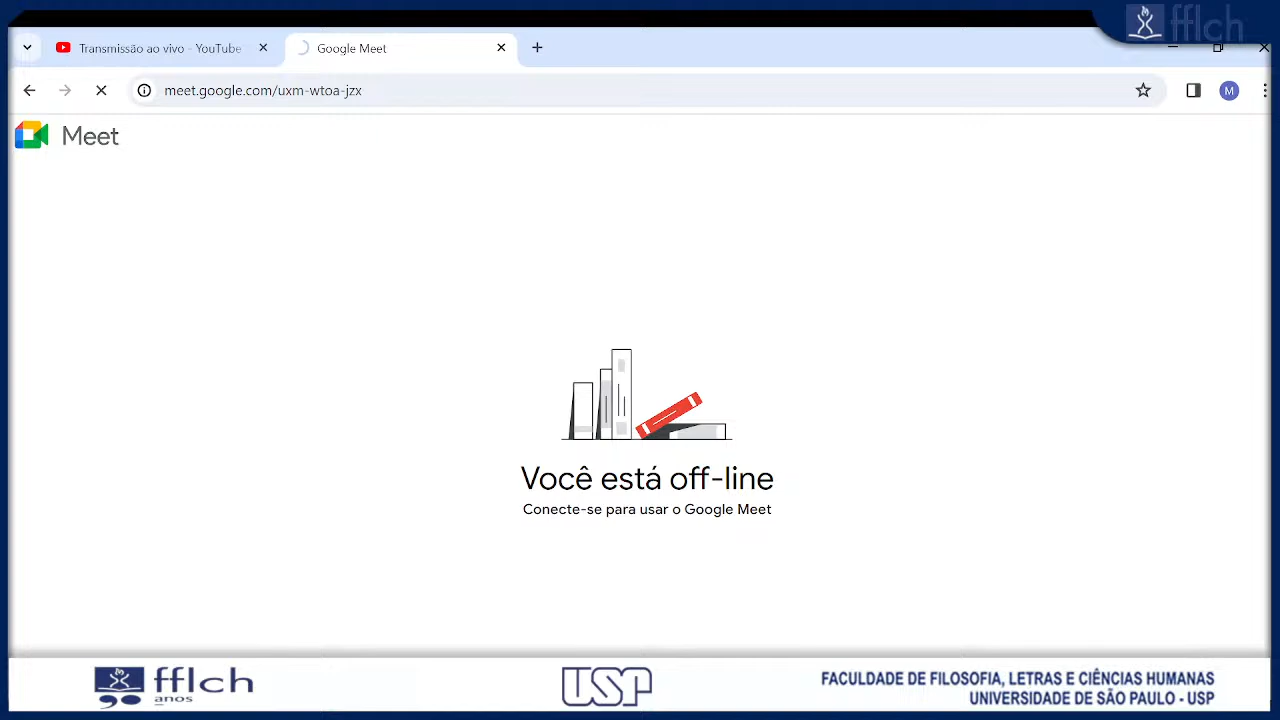 fflch
Transmissão ao vivo - YouTube
Google Meet
meet.google.com/uxm-wtoa-jzx
M
Meet
Você está off-line
Conecte-se para usar o Google Meet
fflch
90 anos
USP
FACULDADE DE FILOSOFIA, LETRAS E CIÊNCIAS HUMANAS
UNIVERSIDADE DE SÃO PAULO - USP